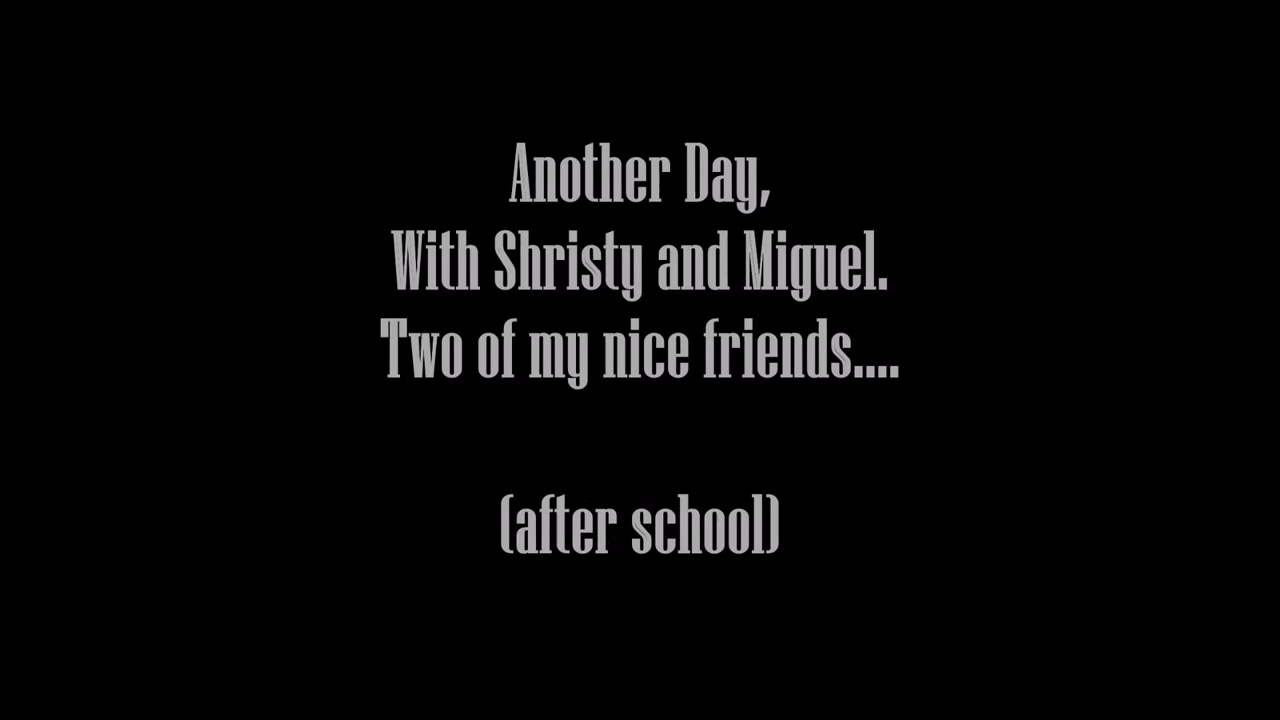 Another Day,
With Shristy and Miguel.
Two of my nice friends....
(after school)